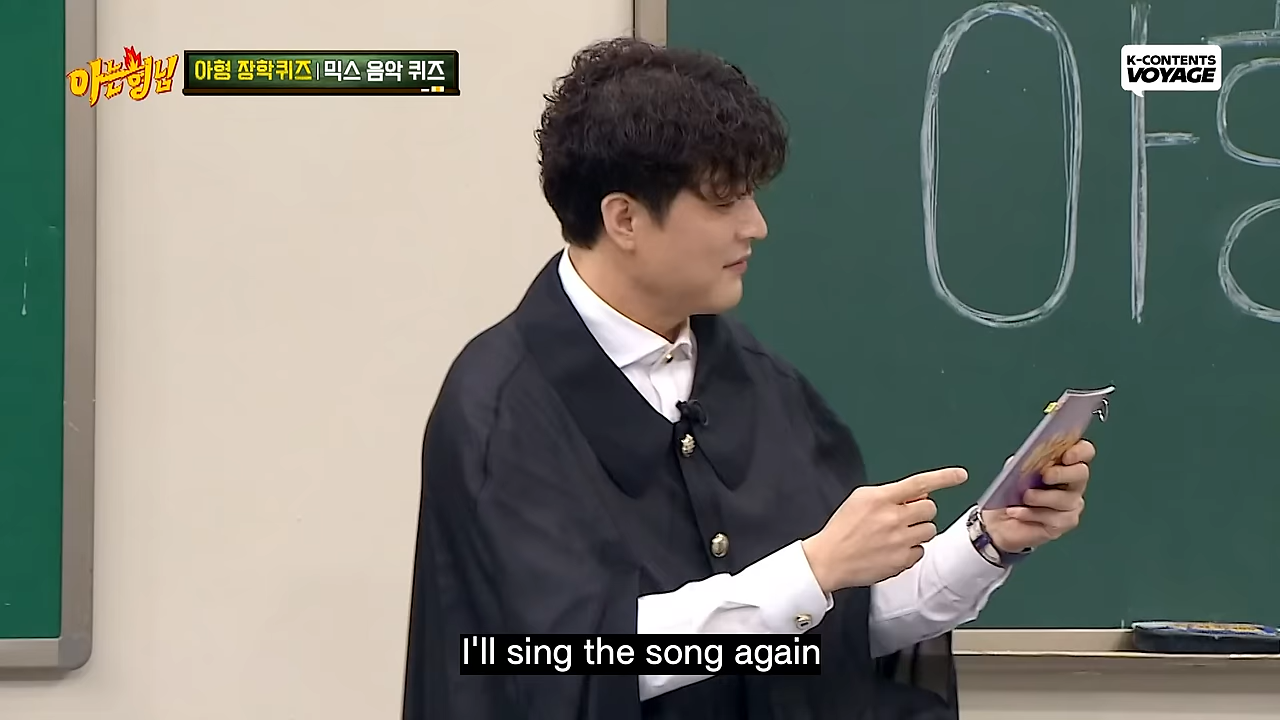 아는형님
아형 장학퀴즈 | 믹스 음악 퀴즈
K-CONTENTS
VOYAGE
I'll sing the song again